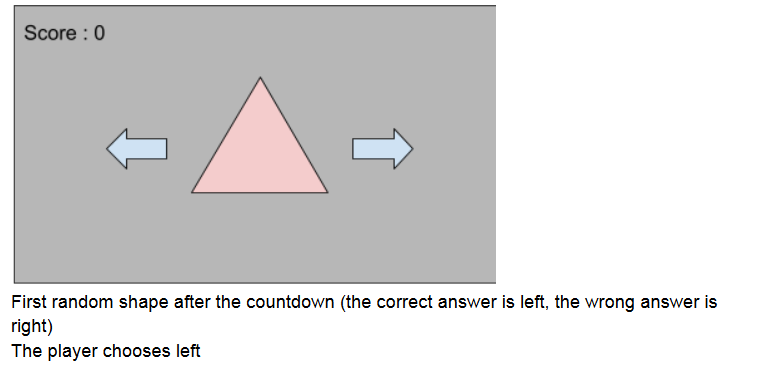 Score : 0
First random shape after the countdown (the correct answer is left, the wrong answer is
right)
The player chooses left